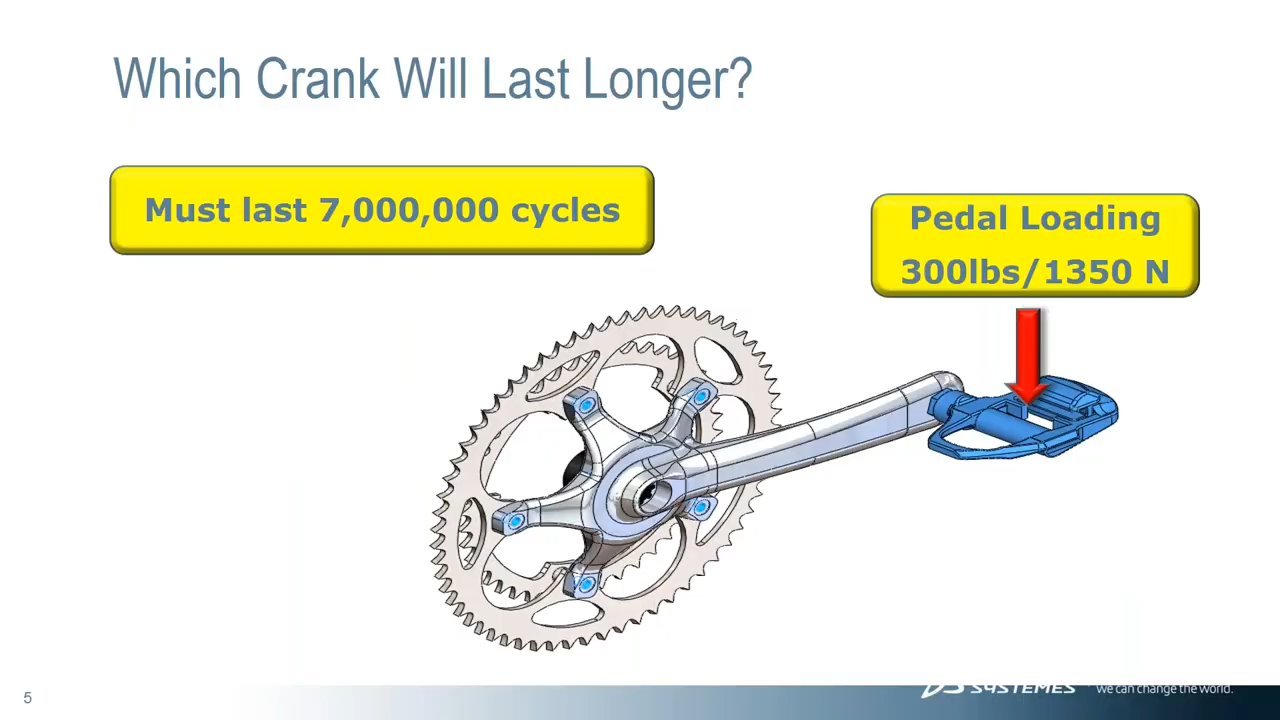 Which Crank Will Last Longer?
Must last 7,000,000 cycles
Pedal Loading
300lbs/1350 N
5
SYSTEMES
we can change the world.